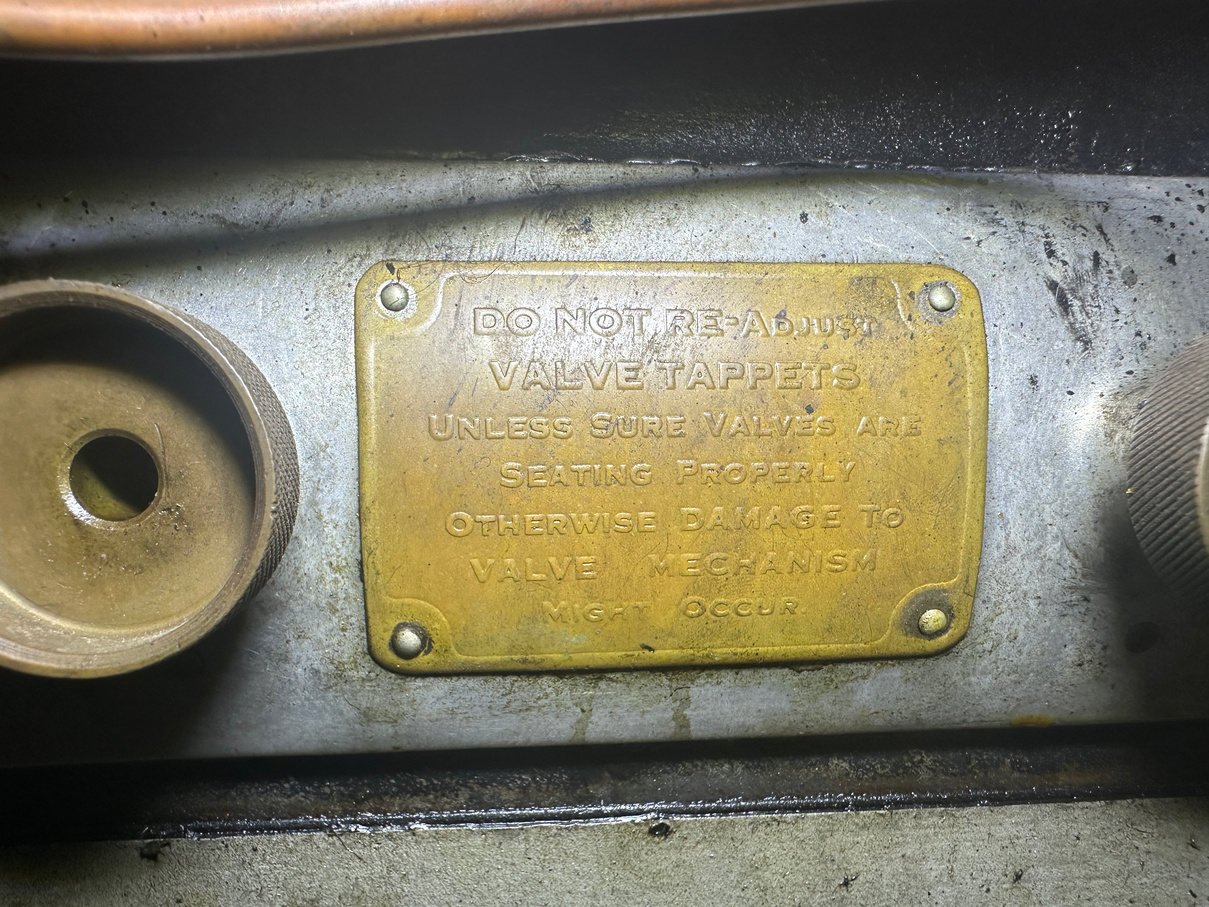 DO NOT RE-ADJUST
VALVE TAPPETS
UNLESS SURE VALVES ARE
SEATING PROPERLY
OTHERWISE DAMAGE TO
VALVE MECHANISM
MIGHT OCCUR.